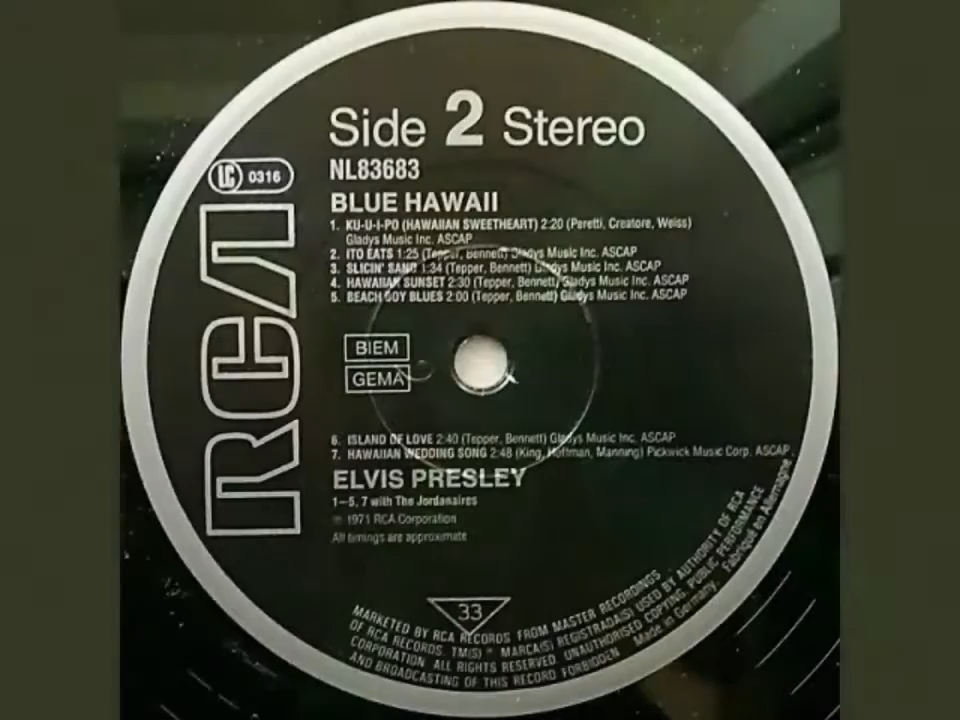 Side 2 Stereo
LC 0316
NL83683
BLUE HAWAII
1. KU-U-I-PO (HAWAIIAN SWEETHEART) 2:20 (Peretti, Creatore, Weiss)
Gladys Music Inc. ASCAP
2. ITO EATS 1:25 (Tepper, Bennett) Gladys Music Inc. ASCAP
3. SLICIN' SAND 1:34 (Tepper, Bennett) Gladys Music Inc. ASCAP
4. HAWAIIAN SUNSET 2:30 (Tepper, Bennett) Gladys Music Inc. ASCAP
5. BEACH BOY BLUES 2:00 (Tepper, Bennett) Gladys Music Inc. ASCAP
RCA
BIEM
GEMA
6. ISLAND OF LOVE 2:40 (Tepper, Bennett) Gladys Music Inc. ASCAP
7. HAWAIIAN WEDDING SONG 2:48 (King, Hoffman, Manning) Pickwick Music Corp. ASCAP
ELVIS PRESLEY
1–5, 7 with The Jordanaires
℗ 1971 RCA Corporation
All timings are approximate
33
MARKETED BY RCA RECORDS FROM MASTER RECORDINGS
OF RCA RECORDS. TM(S) ® MARCA(S) REGISTRADA(S) USED BY AUTHORITY OF RCA
CORPORATION. ALL RIGHTS RESERVED. UNAUTHORISED COPYING, PUBLIC PERFORMANCE
AND BROADCASTING OF THIS RECORD FORBIDDEN Made in Germany. Fabriqué en Allemagne